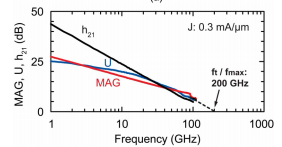 MAG, U, h21 (dB)
50
25
0
h21
U
MAG
J: 0.3 mA/µm
ft / fmax:
200 GHz
1
10
100
1000
Frequency (GHz)